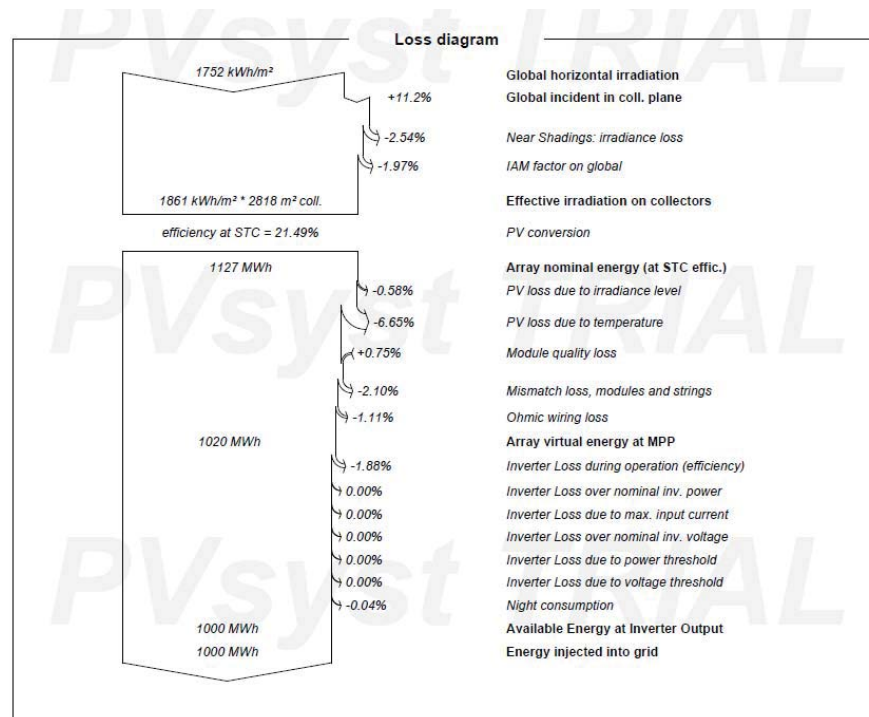 PVsyst TRIAL
Loss diagram
1752 kWh/m² Global horizontal irradiation
+11.2% Global incident in coll. plane
-2.54% Near Shadings: irradiance loss
-1.97% IAM factor on global
1861 kWh/m² * 2818 m² coll. Effective irradiation on collectors
efficiency at STC = 21.49% PV conversion
1127 MWh Array nominal energy (at STC effic.)
-0.58% PV loss due to irradiance level
PVsyst TRIAL
-6.65% PV loss due to temperature
+0.75% Module quality loss
-2.10% Mismatch loss, modules and strings
-1.11% Ohmic wiring loss
1020 MWh Array virtual energy at MPP
-1.88% Inverter Loss during operation (efficiency)
0.00% Inverter Loss over nominal inv. power
0.00% Inverter Loss due to max. input current
0.00% Inverter Loss over nominal inv. voltage
0.00% Inverter Loss due to power threshold
PVsyst TRIAL
0.00% Inverter Loss due to voltage threshold
-0.04% Night consumption
1000 MWh Available Energy at Inverter Output
1000 MWh Energy injected into grid